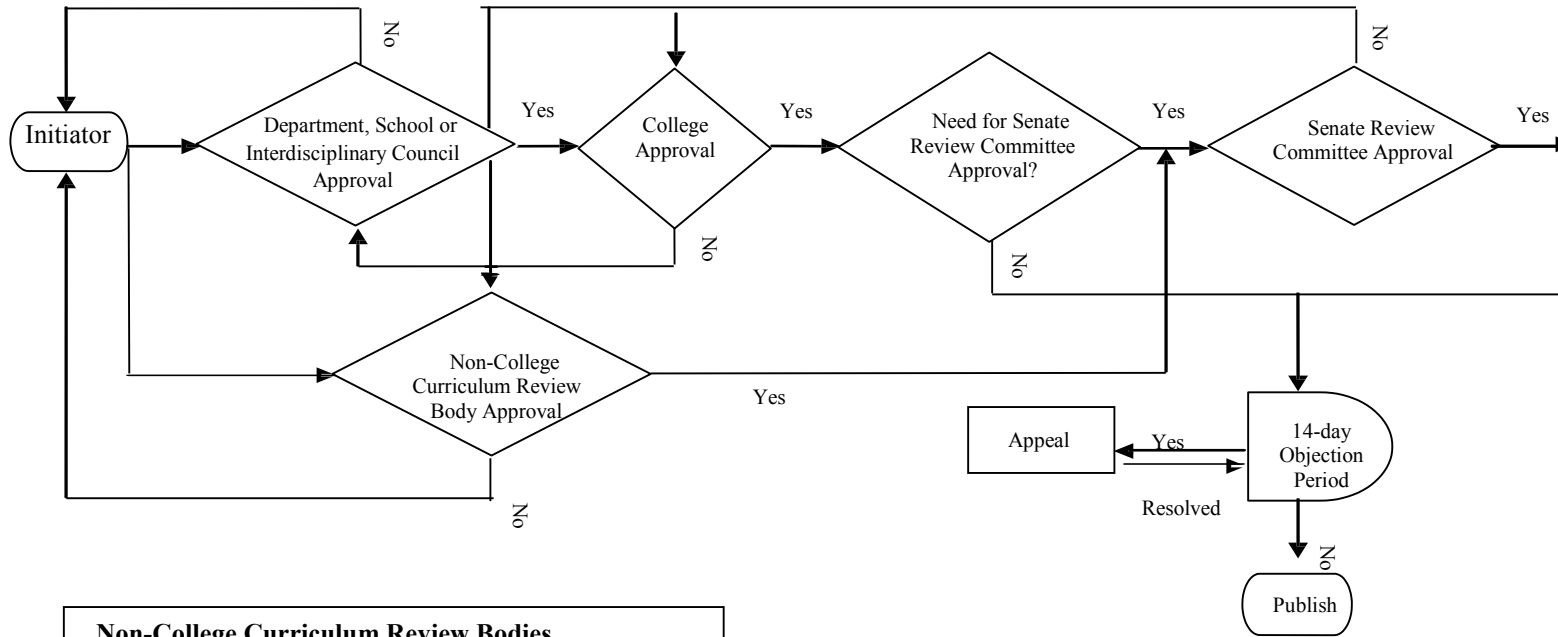 No
No
Yes
Yes
Yes
Yes
Initiator
Department, School or
Interdisciplinary Council
Approval
College
Approval
Need for Senate
Review Committee
Approval?
Senate Review
Committee Approval
No
No
Non-College
Curriculum Review
Body Approval
Yes
No
Appeal
Yes
Resolved
14-day
Objection
Period
No
Publish
Non-College Curriculum Review Bodies